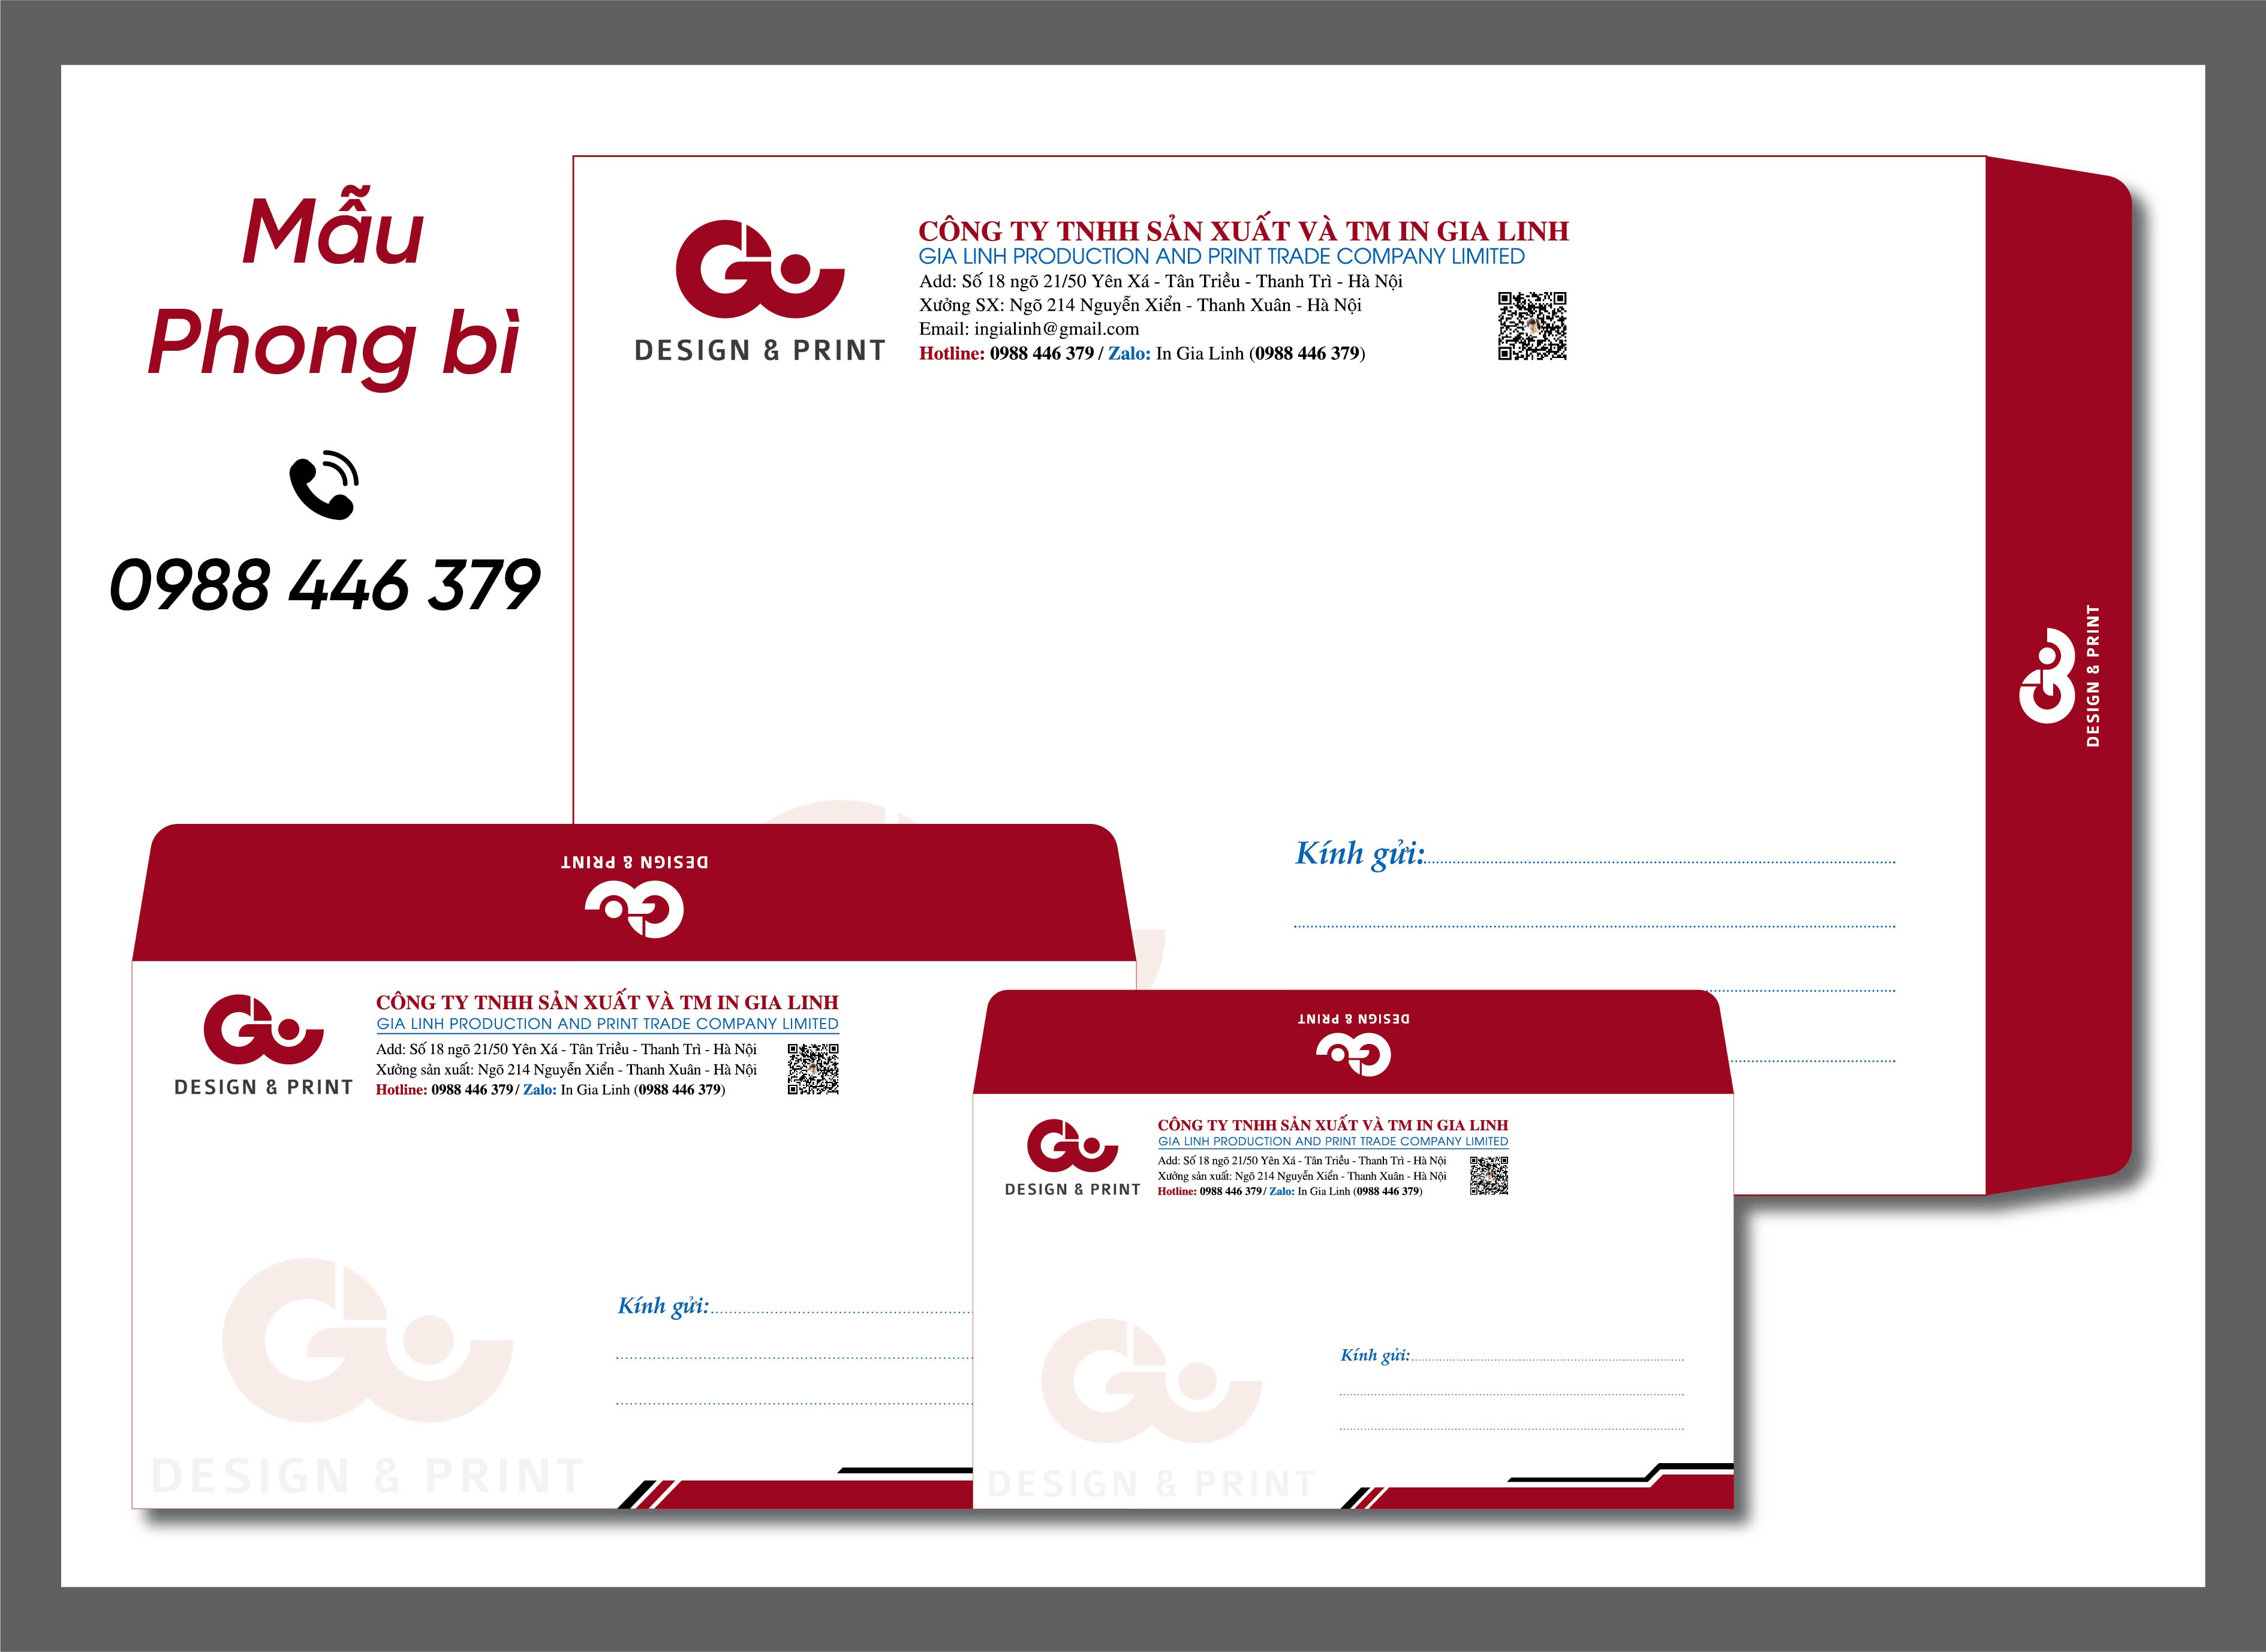 Mẫu
Phong bì
0988 446 379
DESIGN & PRINT
CÔNG TY TNHH SẢN XUẤT VÀ TM IN GIA LINH
GIA LINH PRODUCTION AND PRINT TRADE COMPANY LIMITED
Add: Số 18 ngõ 21/50 Yên Xá - Tân Triều - Thanh Trì - Hà Nội
Xưởng SX: Ngõ 214 Nguyễn Xiển - Thanh Xuân - Hà Nội
Email: ingialinh@gmail.com
Hotline: 0988 446 379 / Zalo: In Gia Linh (0988 446 379)
DESIGN & PRINT
Kính gửi:
DESIGN & PRINT
DESIGN & PRINT
CÔNG TY TNHH SẢN XUẤT VÀ TM IN GIA LINH
GIA LINH PRODUCTION AND PRINT TRADE COMPANY LIMITED
Add: Số 18 ngõ 21/50 Yên Xá - Tân Triều - Thanh Trì - Hà Nội
Xưởng sản xuất: Ngõ 214 Nguyễn Xiển - Thanh Xuân - Hà Nội
Hotline: 0988 446 379 / Zalo: In Gia Linh (0988 446 379)
Kính gửi:
DESIGN & PRINT
DESIGN & PRINT
DESIGN & PRINT
CÔNG TY TNHH SẢN XUẤT VÀ TM IN GIA LINH
GIA LINH PRODUCTION AND PRINT TRADE COMPANY LIMITED
Add: Số 18 ngõ 21/50 Yên Xá - Tân Triều - Thanh Trì - Hà Nội
Xưởng sản xuất: Ngõ 214 Nguyễn Xiển - Thanh Xuân - Hà Nội
Hotline: 0988 446 379 / Zalo: In Gia Linh (0988 446 379)
Kính gửi:
DESIGN & PRINT